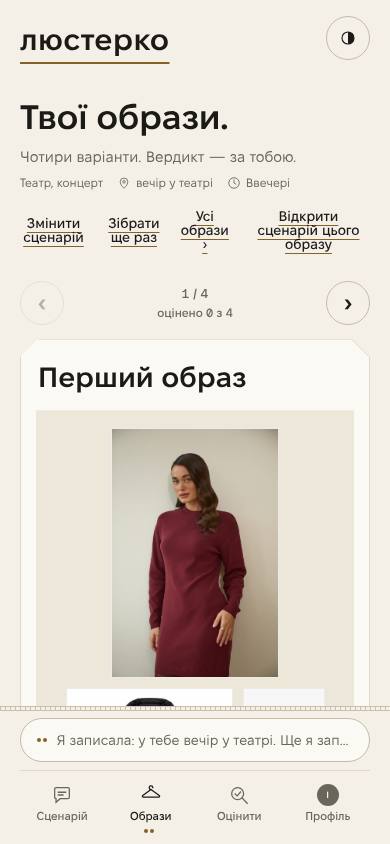 люстерко
Твої образи.
Чотири варіанти. Вердикт — за тобою.
Театр, концерт вечір у театрі Ввечері
Змінити сценарій
Зібрати ще раз
Усі образи ›
Відкрити сценарій цього образу
‹
1 / 4
оцінено 0 з 4
›
Перший образ
Я записала: у тебе вечір у театрі. Ще я зап...
Сценарій Образи Оцінити Профіль
І